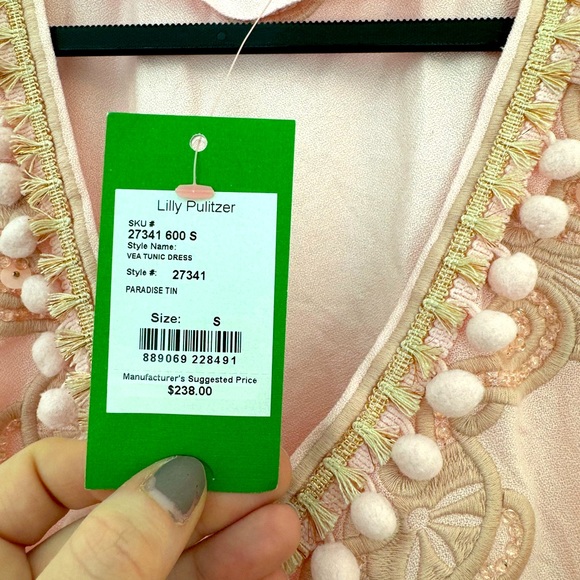 Lilly Pulitzer
SKU #
27341 600 S
Style Name:
VEA TUNIC DRESS
Style #: 27341
PARADISE TIN
Size: S
889069 228491
Manufacturer's Suggested Price
$238.00